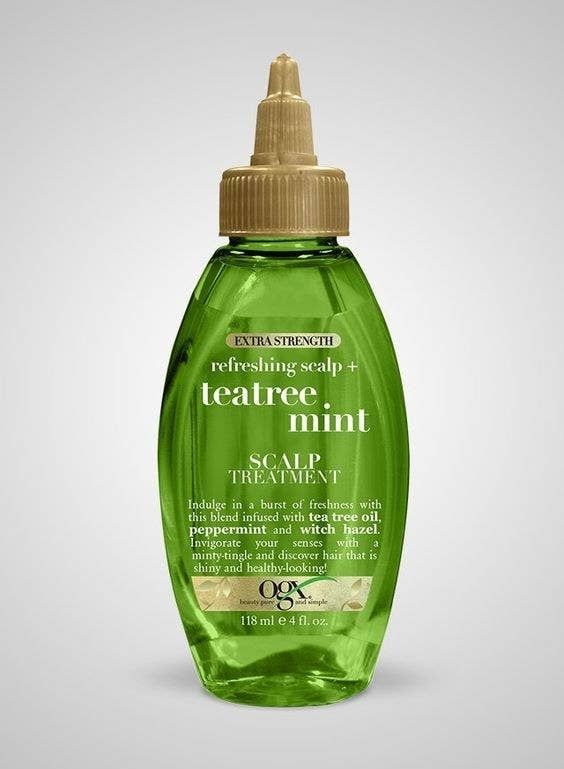 EXTRA STRENGTH
refreshing scalp +
teatree
mint
SCALP
TREATMENT
Indulge in a burst of freshness with
this blend infused with tea tree oil,
peppermint and witch hazel.
Invigorate your senses with a
minty-tingle and discover hair that is
shiny and healthy-looking!
ogx®
beauty pure and simple
118 ml e 4 fl. oz.